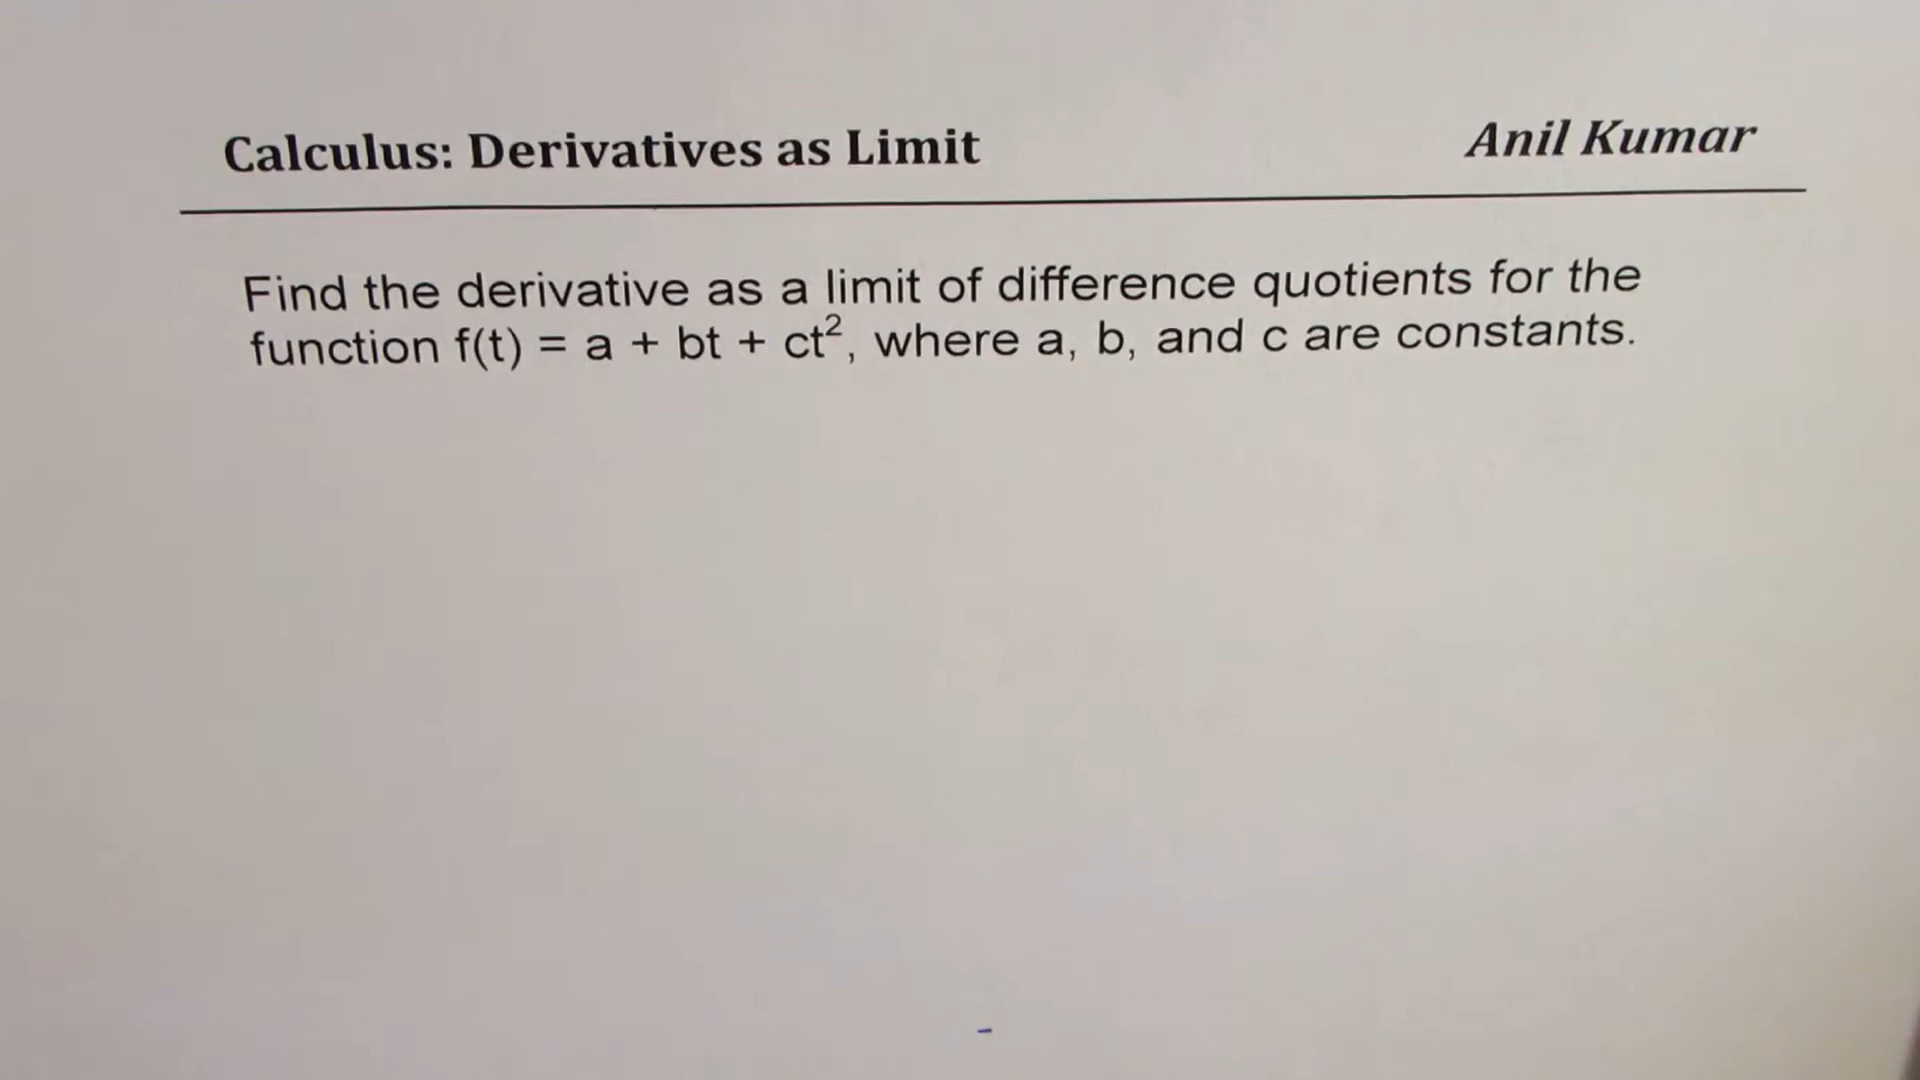 Calculus: Derivatives as Limit
Anil Kumar
Find the derivative as a limit of difference quotients for the
function f(t) = a + bt + ct², where a, b, and c are constants.